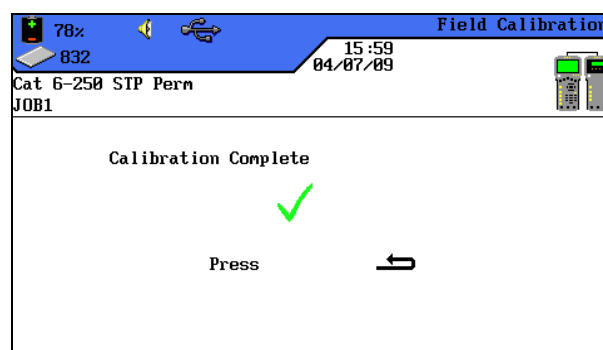 78% Field Calibration
832 15:59
04/07/09
Cat 6-250 STP Perm
JOB1
Calibration Complete
Press